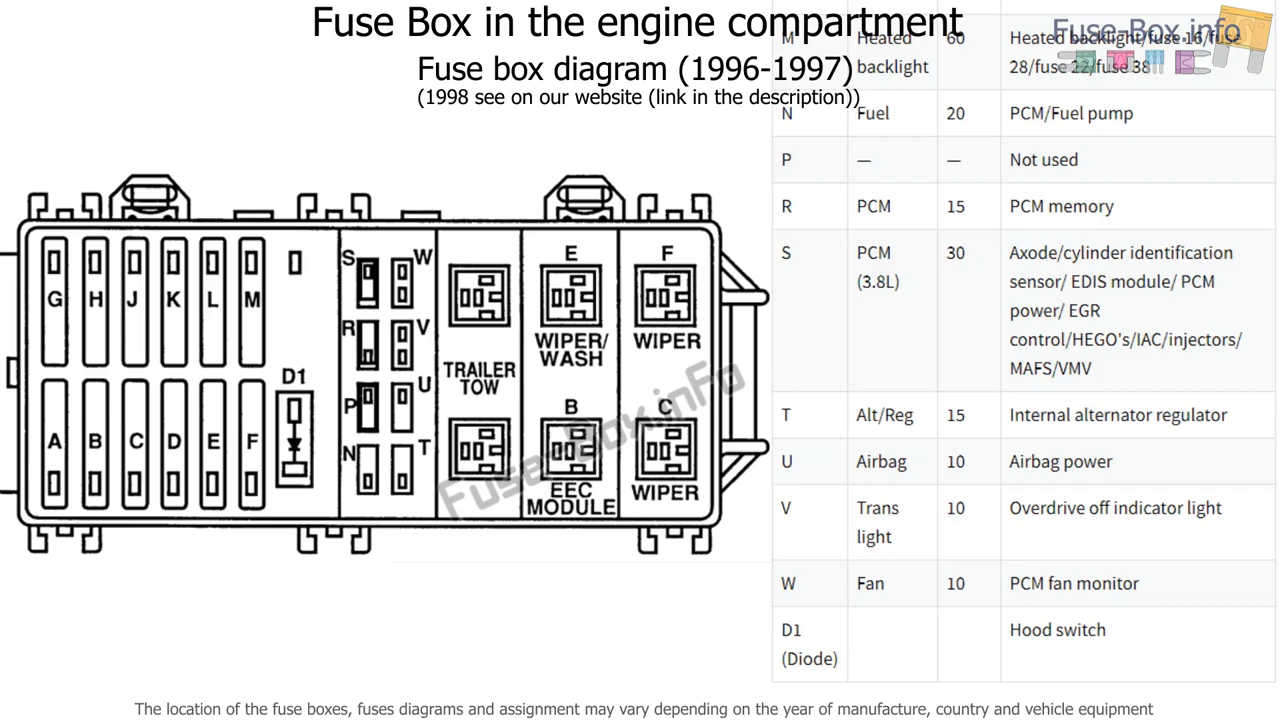 Fuse Box in the engine compartment
Fuse box diagram (1996-1997)
(1998 see on our website (link in the description))
Fuse-Box.info
M Heated backlight 60 Heated backlight/fuse 16/fuse 28/fuse 22/fuse 38
N Fuel 20 PCM/Fuel pump
P — — Not used
R PCM 15 PCM memory
S PCM (3.8L) 30 Axode/cylinder identification
sensor/ EDIS module/ PCM
power/ EGR
control/HEGO's/IAC/injectors/
MAFS/VMV
T Alt/Reg 15 Internal alternator regulator
U Airbag 10 Airbag power
V Trans light 10 Overdrive off indicator light
W Fan 10 PCM fan monitor
D1 (Diode) Hood switch
G H J K L M
A B C D E F
D1
S W
R V
P U
N T
TRAILER
TOW
E
WIPER/
WASH
B
EEC
MODULE
F
WIPER
C
WIPER
Fuse-Box.inFo
The location of the fuse boxes, fuses diagrams and assignment may vary depending on the year of manufacture, country and vehicle equipment